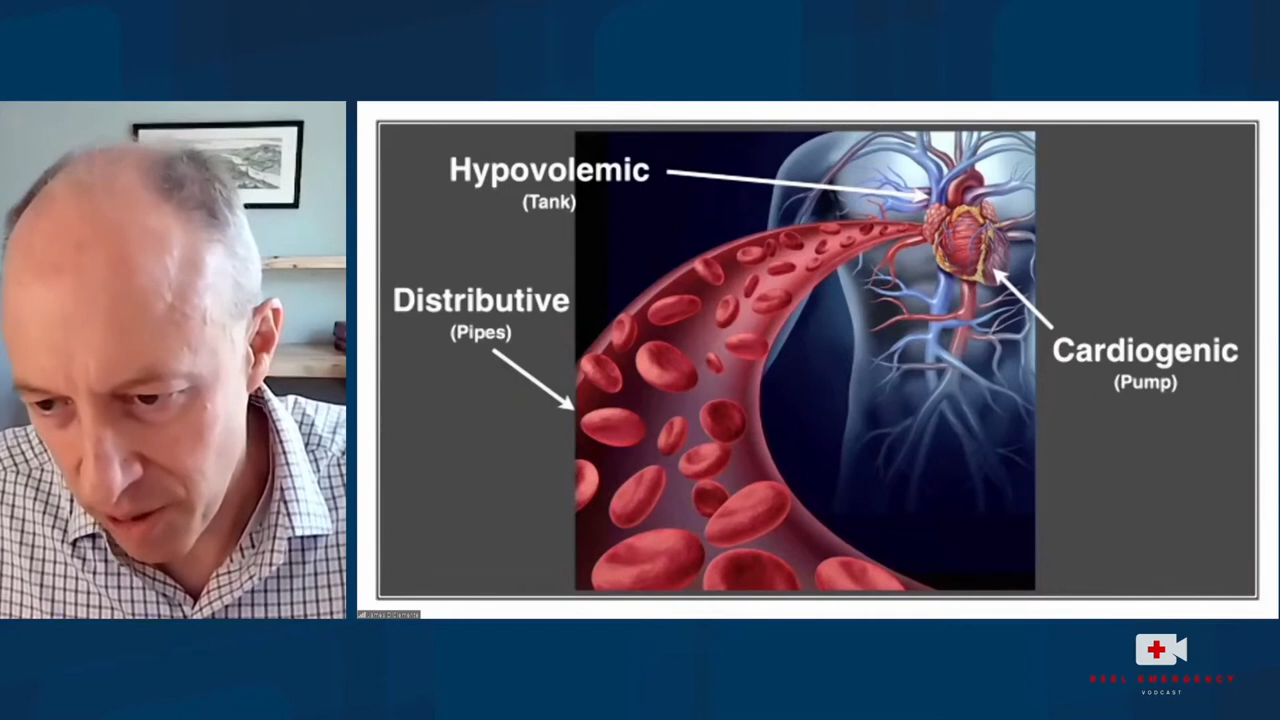 Hypovolemic
(Tank)
Distributive
(Pipes)
Cardiogenic
(Pump)
REEL EMERGENCY
VODCAST